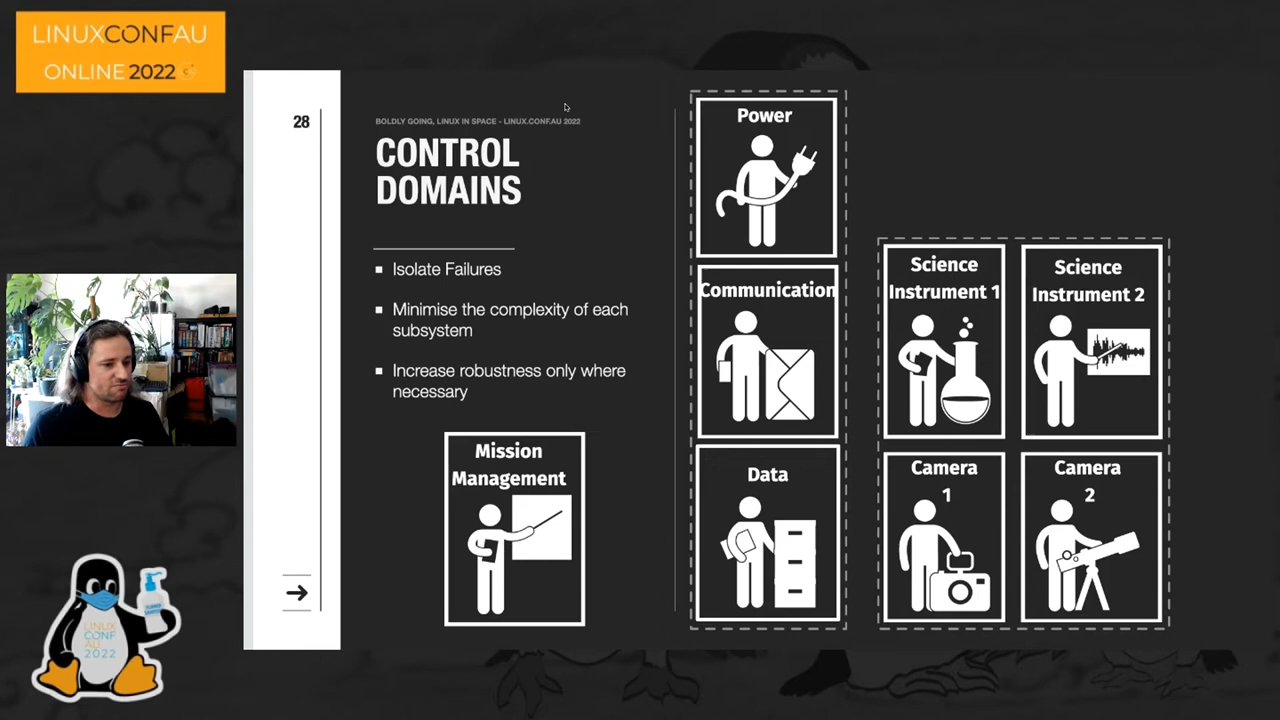 LINUXCONFAU
ONLINE 2022
28
BOLDLY GOING, LINUX IN SPACE - LINUX.CONF.AU 2022
CONTROL
DOMAINS
▪ Isolate Failures
▪ Minimise the complexity of each
subsystem
▪ Increase robustness only where
necessary
Mission
Management
Power
Communication
Data
Science
Instrument 1
Science
Instrument 2
Camera
1
Camera
2
LINUX
CONF
AU
2022